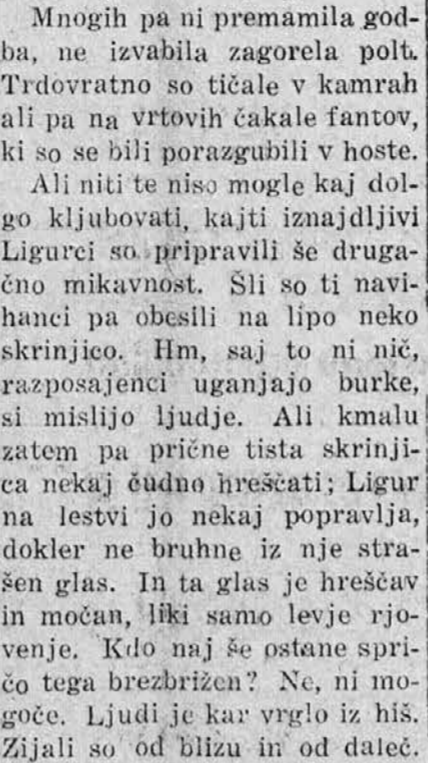 Mnogih pa ni premamila god-
ba, ne izvabila zagorela polt.
Trdovratno so tičale v kamrah
ali pa na vrtovih čakale fantov,
ki so se bili porazgubili v hoste.
Ali niti te niso mogle kaj dol-
go kljubovati, kajti iznajdljivi
Ligurci so pripravili še druga-
čno mikavnost. Šli so ti navi-
hanci pa obesili na lipo neko
skrinjico. Hm, saj to ni nič,
razposajenci uganjajo burke,
si mislijo ljudje. Ali kmalu
zatem pa prične tista skrinji-
ca nekaj čudno hreščati; Ligur
na lestvi jo nekaj popravlja,
dokler ne bruhne iz nje stra-
šen glas. In ta glas je hreščav
in močan, liki samo levje rjo-
venje. Kdo naj še ostane spri-
čo tega brezbrižen? Ne, ni mo-
goče. Ljudi je kar vrglo iz hiš.
Zijali so od blizu in od daleč.